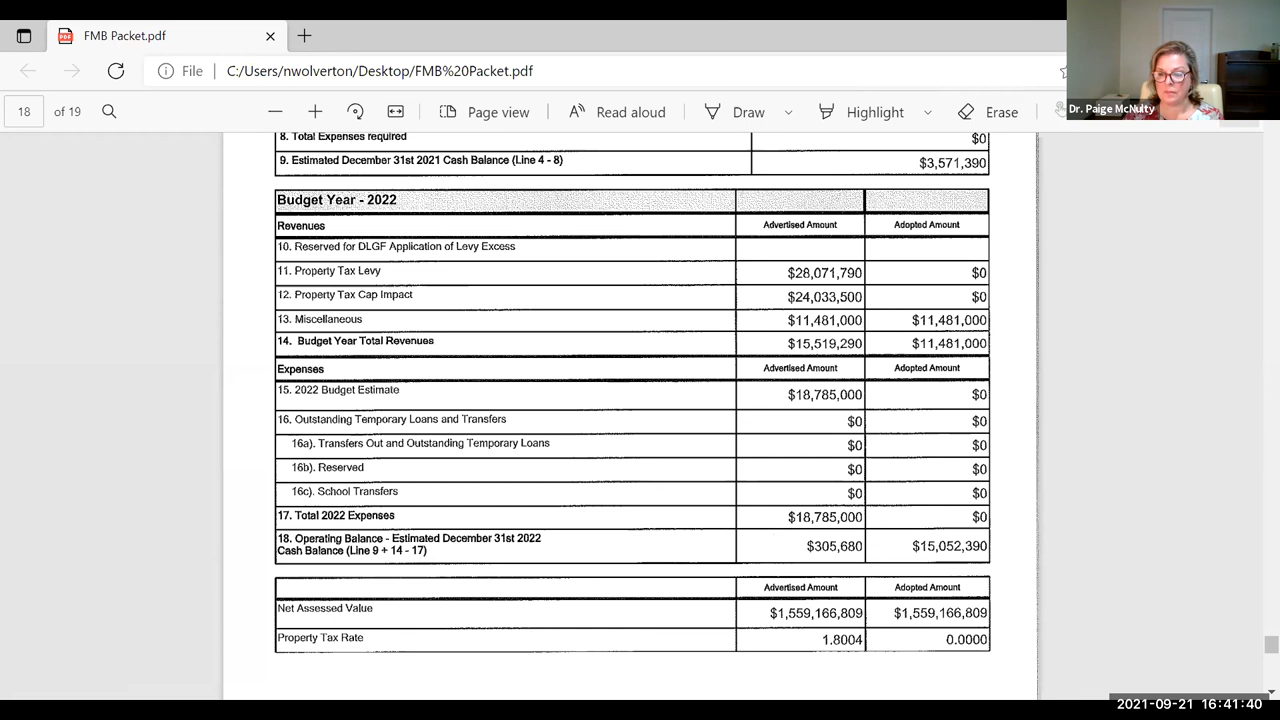 FMB Packet.pdf
File C:/Users/nwolverton/Desktop/FMB%20Packet.pdf
18 of 19 Page view Read aloud Draw Highlight Erase
Dr. Paige McNulty
8. Total Expenses required $0
9. Estimated December 31st 2021 Cash Balance (Line 4 - 8) $3,571,390
Budget Year - 2022
Revenues Advertised Amount Adopted Amount
10. Reserved for DLGF Application of Levy Excess
11. Property Tax Levy $28,071,790 $0
12. Property Tax Cap Impact $24,033,500 $0
13. Miscellaneous $11,481,000 $11,481,000
14. Budget Year Total Revenues $15,519,290 $11,481,000
Expenses Advertised Amount Adopted Amount
15. 2022 Budget Estimate $18,785,000 $0
16. Outstanding Temporary Loans and Transfers $0 $0
16a). Transfers Out and Outstanding Temporary Loans $0 $0
16b). Reserved $0 $0
16c). School Transfers $0 $0
17. Total 2022 Expenses $18,785,000 $0
18. Operating Balance - Estimated December 31st 2022
Cash Balance (Line 9 + 14 - 17) $305,680 $15,052,390
Advertised Amount Adopted Amount
Net Assessed Value $1,559,166,809 $1,559,166,809
Property Tax Rate 1.8004 0.0000
2021-09-21 16:41:40